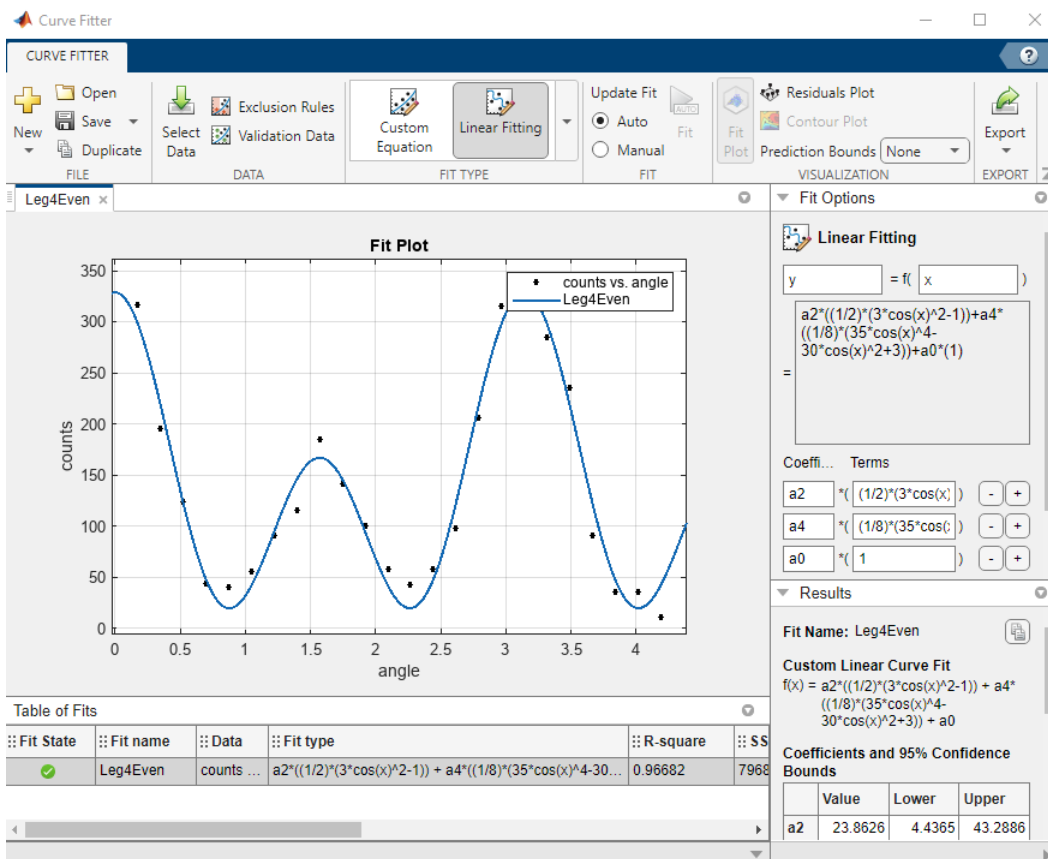 Curve Fitter
CURVE FITTER
?
New
Open
Save
Duplicate
FILE
Select Data
Exclusion Rules
Validation Data
DATA
Custom Equation
Linear Fitting
FIT TYPE
Update Fit
Auto
Manual
AUTO
Fit
FIT
Fit Plot
Residuals Plot
Contour Plot
Prediction Bounds None
VISUALIZATION
Export
EXPORT
Leg4Even ×
Fit Plot
counts vs. angle
Leg4Even
350
300
250
200
150
100
50
0
counts
0 0.5 1 1.5 2 2.5 3 3.5 4
angle
Fit Options
Linear Fitting
y = f( x )
=
a2*((1/2)*(3*cos(x)^2-1))+a4*
((1/8)*(35*cos(x)^4-
30*cos(x)^2+3))+a0*(1)
Coeffi... Terms
a2 *( (1/2)*(3*cos(x) ) - +
a4 *( (1/8)*(35*cos( ) - +
a0 *( 1 ) - +
Results
Fit Name: Leg4Even
Custom Linear Curve Fit
f(x) = a2*((1/2)*(3*cos(x)^2-1)) + a4*
((1/8)*(35*cos(x)^4-
30*cos(x)^2+3)) + a0
Coefficients and 95% Confidence
Bounds
Value Lower Upper
a2 23.8626 4.4365 43.2886
Table of Fits
Fit State Fit name Data Fit type R-square SS
Leg4Even counts ... a2*((1/2)*(3*cos(x)^2-1)) + a4*((1/8)*(35*cos(x)^4-30... 0.96682 7968